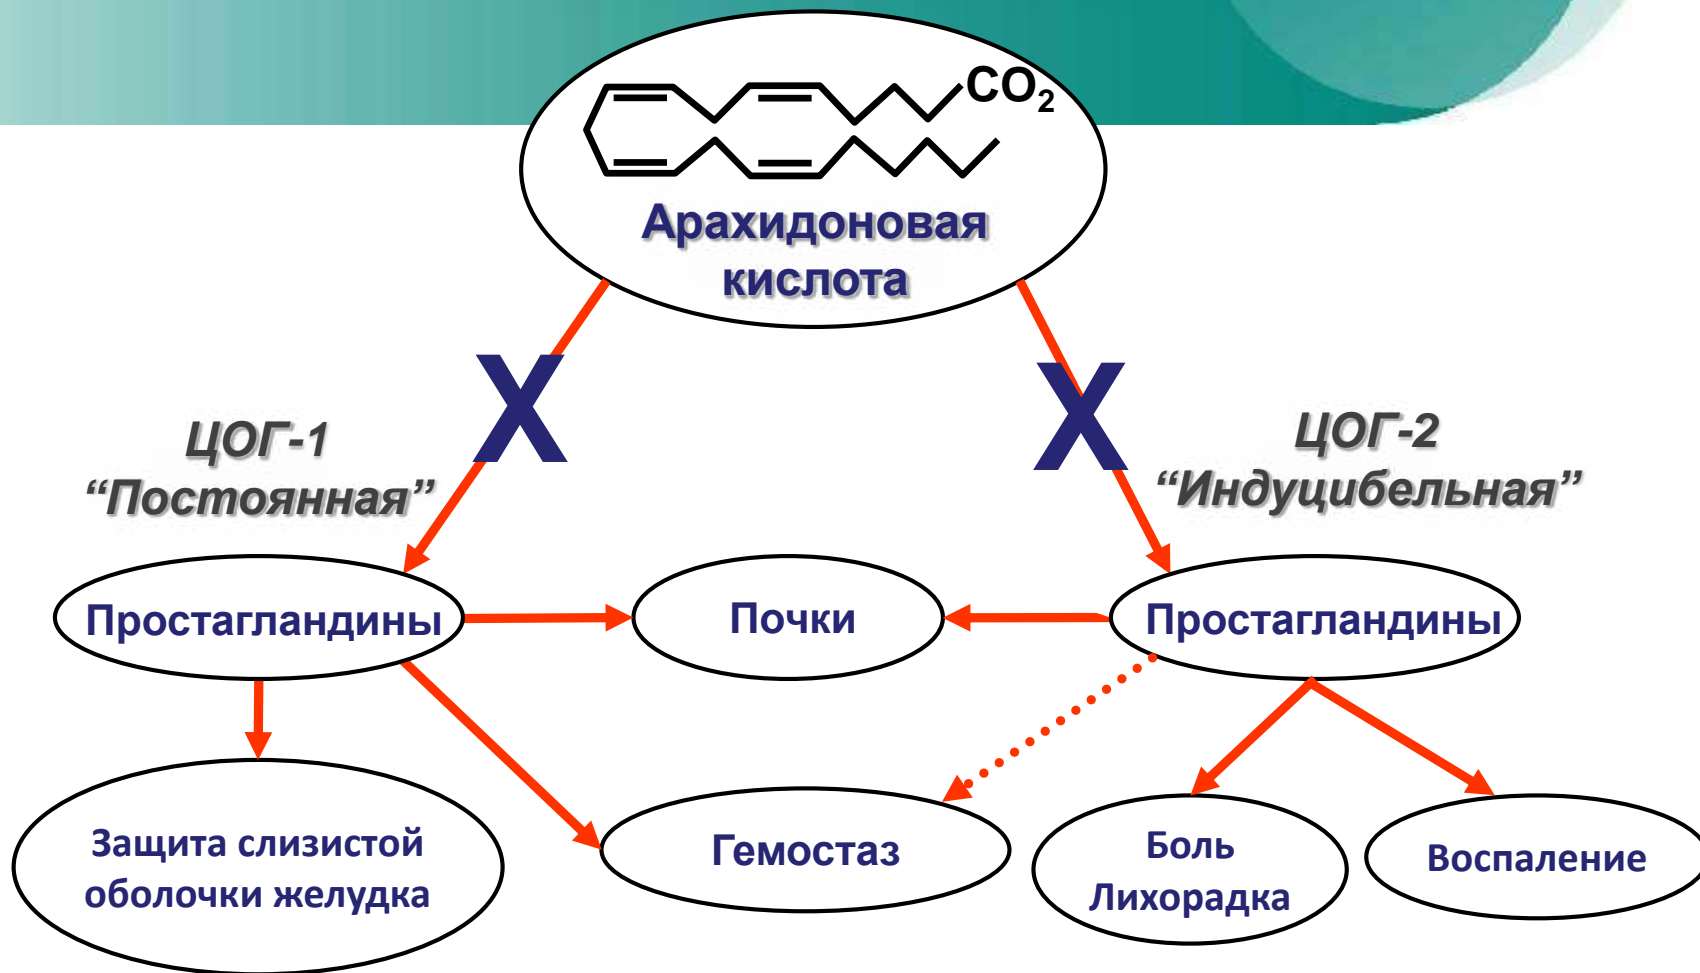 CO₂
Арахидоновая
кислота
X
X
ЦОГ-1
“Постоянная”
ЦОГ-2
“Индуцибельная”
Простагландины
Почки
Простагландины
Защита слизистой
оболочки желудка
Гемостаз
Боль
Лихорадка
Воспаление